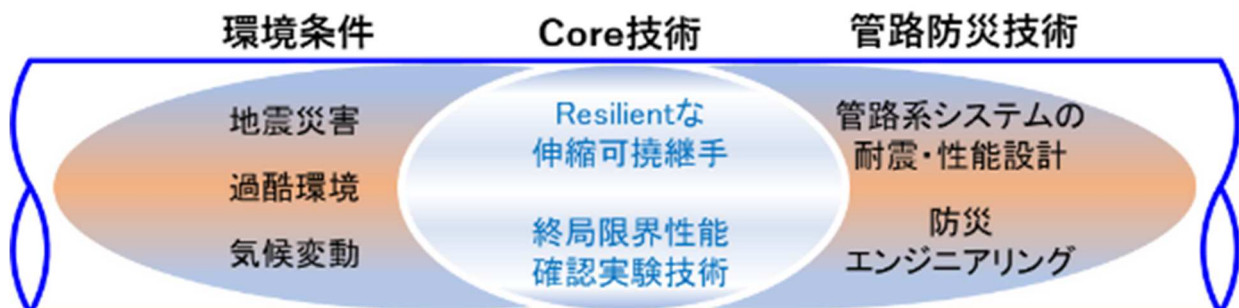 環境条件
Core技術
管路防災技術
地震災害
過酷環境
気候変動
Resilientな
伸縮可撓継手
終局限界性能
確認実験技術
管路系システムの
耐震・性能設計
防災
エンジニアリング